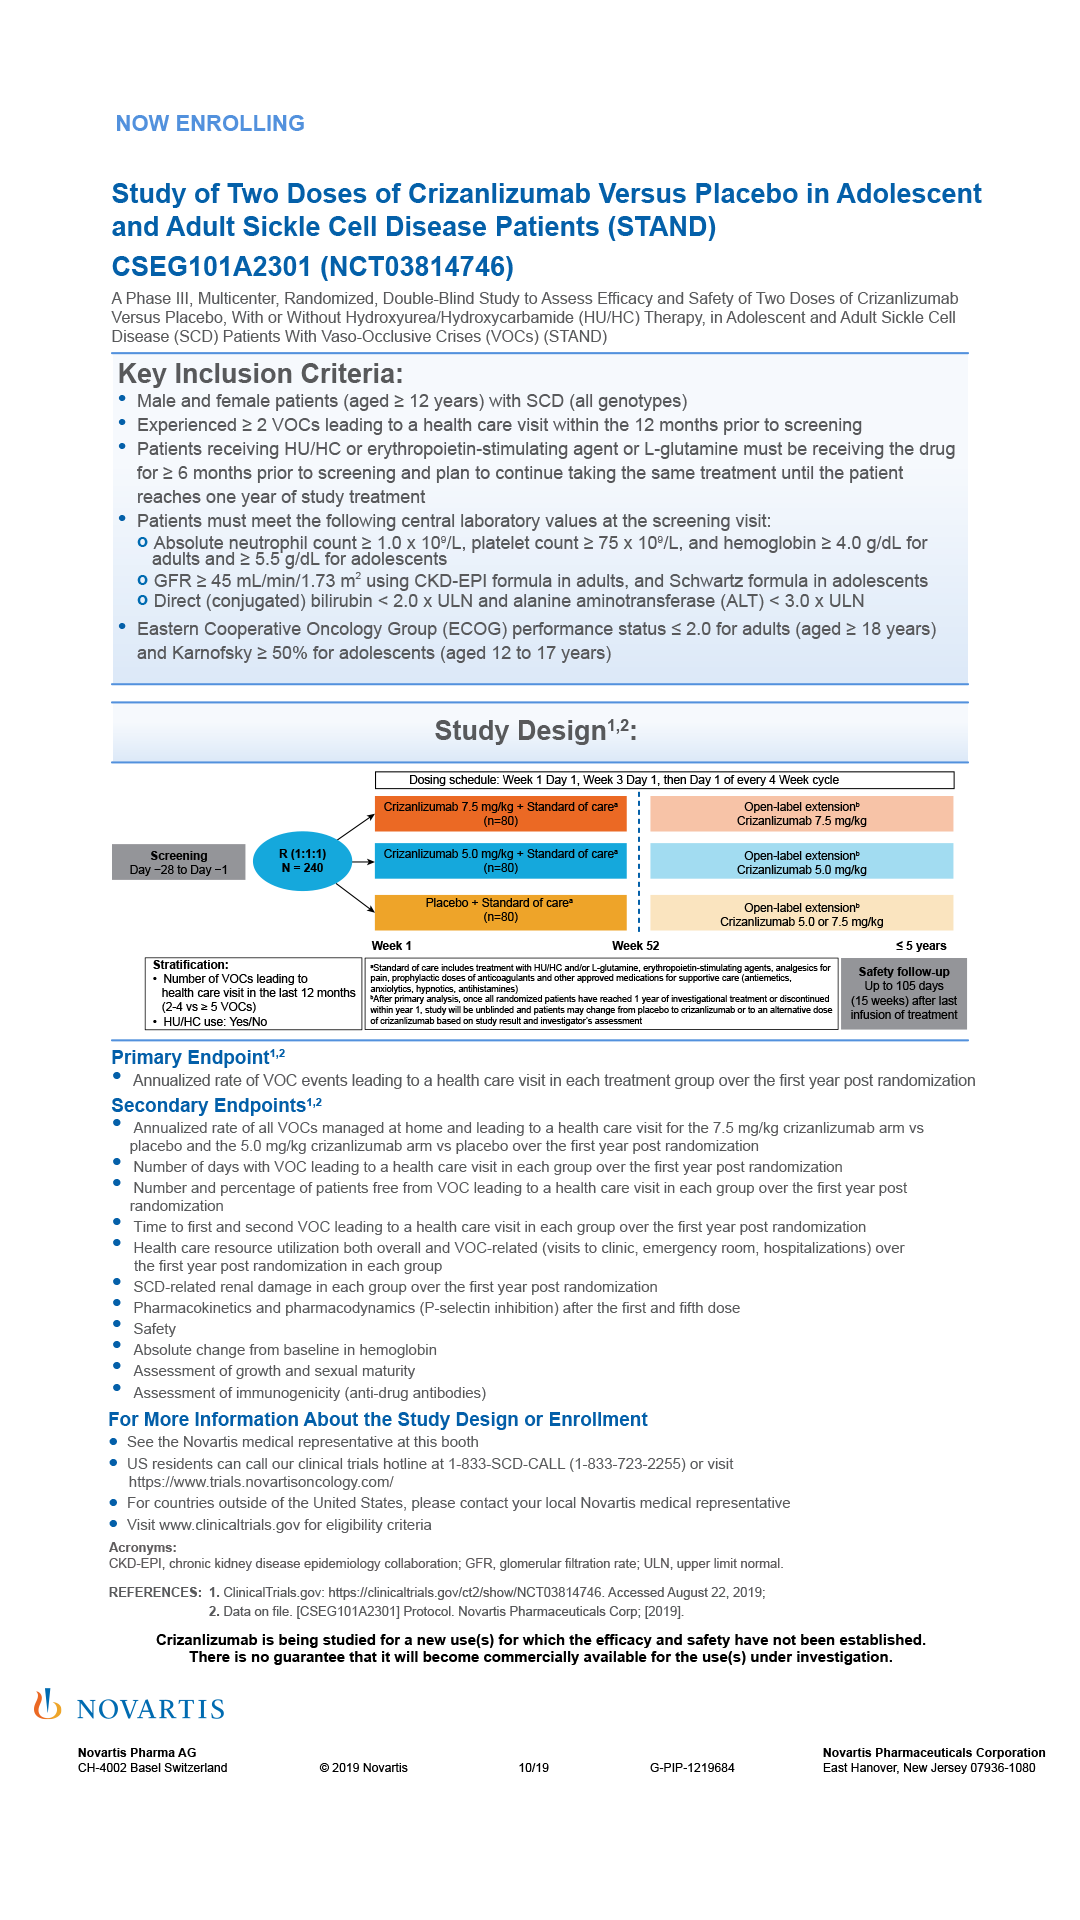 NOW ENROLLING
Study of Two Doses of Crizanlizumab Versus Placebo in Adolescent
and Adult Sickle Cell Disease Patients (STAND)
CSEG101A2301 (NCT03814746)
A Phase III, Multicenter, Randomized, Double-Blind Study to Assess Efficacy and Safety of Two Doses of Crizanlizumab
Versus Placebo, With or Without Hydroxyurea/Hydroxycarbamide (HU/HC) Therapy, in Adolescent and Adult Sickle Cell
Disease (SCD) Patients With Vaso-Occlusive Crises (VOCs) (STAND)
Key Inclusion Criteria:
• Male and female patients (aged ≥ 12 years) with SCD (all genotypes)
• Experienced ≥ 2 VOCs leading to a health care visit within the 12 months prior to screening
• Patients receiving HU/HC or erythropoietin-stimulating agent or L-glutamine must be receiving the drug
for ≥ 6 months prior to screening and plan to continue taking the same treatment until the patient
reaches one year of study treatment
• Patients must meet the following central laboratory values at the screening visit:
o Absolute neutrophil count ≥ 1.0 x 10⁹/L, platelet count ≥ 75 x 10⁹/L, and hemoglobin ≥ 4.0 g/dL for
adults and ≥ 5.5 g/dL for adolescents
o GFR ≥ 45 mL/min/1.73 m² using CKD-EPI formula in adults, and Schwartz formula in adolescents
o Direct (conjugated) bilirubin < 2.0 x ULN and alanine aminotransferase (ALT) < 3.0 x ULN
• Eastern Cooperative Oncology Group (ECOG) performance status ≤ 2.0 for adults (aged ≥ 18 years)
and Karnofsky ≥ 50% for adolescents (aged 12 to 17 years)
Study Design¹,²:
Dosing schedule: Week 1 Day 1, Week 3 Day 1, then Day 1 of every 4 Week cycle
Screening
Day −28 to Day −1
R (1:1:1)
N = 240
Crizanlizumab 7.5 mg/kg + Standard of careᵃ
(n=80)
Open-label extensionᵇ
Crizanlizumab 7.5 mg/kg
Crizanlizumab 5.0 mg/kg + Standard of careᵃ
(n=80)
Open-label extensionᵇ
Crizanlizumab 5.0 mg/kg
Placebo + Standard of careᵃ
(n=80)
Open-label extensionᵇ
Crizanlizumab 5.0 or 7.5 mg/kg
Week 1
Week 52
≤ 5 years
Stratification:
• Number of VOCs leading to
health care visit in the last 12 months
(2-4 vs ≥ 5 VOCs)
• HU/HC use: Yes/No
ᵃStandard of care includes treatment with HU/HC and/or L-glutamine, erythropoietin-stimulating agents, analgesics for
pain, prophylactic doses of anticoagulants and other approved medications for supportive care (antiemetics,
anxiolytics, hypnotics, antihistamines)
ᵇAfter primary analysis, once all randomized patients have reached 1 year of investigational treatment or discontinued
within year 1, study will be unblinded and patients may change from placebo to crizanlizumab or to an alternative dose
of crizanlizumab based on study result and investigator's assessment
Safety follow-up
Up to 105 days
(15 weeks) after last
infusion of treatment
Primary Endpoint¹,²
• Annualized rate of VOC events leading to a health care visit in each treatment group over the first year post randomization
Secondary Endpoints¹,²
• Annualized rate of all VOCs managed at home and leading to a health care visit for the 7.5 mg/kg crizanlizumab arm vs
placebo and the 5.0 mg/kg crizanlizumab arm vs placebo over the first year post randomization
• Number of days with VOC leading to a health care visit in each group over the first year post randomization
• Number and percentage of patients free from VOC leading to a health care visit in each group over the first year post
randomization
• Time to first and second VOC leading to a health care visit in each group over the first year post randomization
• Health care resource utilization both overall and VOC-related (visits to clinic, emergency room, hospitalizations) over
the first year post randomization in each group
• SCD-related renal damage in each group over the first year post randomization
• Pharmacokinetics and pharmacodynamics (P-selectin inhibition) after the first and fifth dose
• Safety
• Absolute change from baseline in hemoglobin
• Assessment of growth and sexual maturity
• Assessment of immunogenicity (anti-drug antibodies)
For More Information About the Study Design or Enrollment
• See the Novartis medical representative at this booth
• US residents can call our clinical trials hotline at 1-833-SCD-CALL (1-833-723-2255) or visit
https://www.trials.novartisoncology.com/
• For countries outside of the United States, please contact your local Novartis medical representative
• Visit www.clinicaltrials.gov for eligibility criteria
Acronyms:
CKD-EPI, chronic kidney disease epidemiology collaboration; GFR, glomerular filtration rate; ULN, upper limit normal.
REFERENCES: 1. ClinicalTrials.gov: https://clinicaltrials.gov/ct2/show/NCT03814746. Accessed August 22, 2019;
2. Data on file. [CSEG101A2301] Protocol. Novartis Pharmaceuticals Corp; [2019].
Crizanlizumab is being studied for a new use(s) for which the efficacy and safety have not been established.
There is no guarantee that it will become commercially available for the use(s) under investigation.
NOVARTIS
Novartis Pharma AG
CH-4002 Basel Switzerland
© 2019 Novartis
10/19
G-PIP-1219684
Novartis Pharmaceuticals Corporation
East Hanover, New Jersey 07936-1080